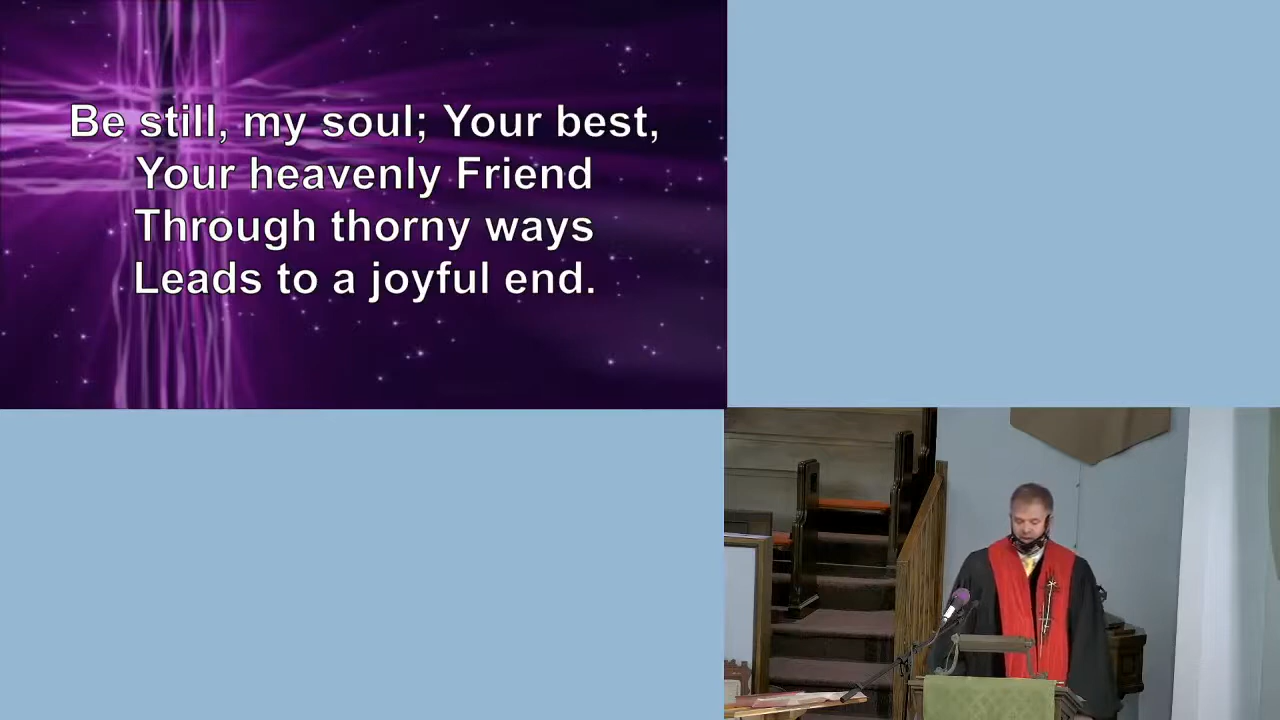 Be still, my soul; Your best,
Your heavenly Friend
Through thorny ways
Leads to a joyful end.